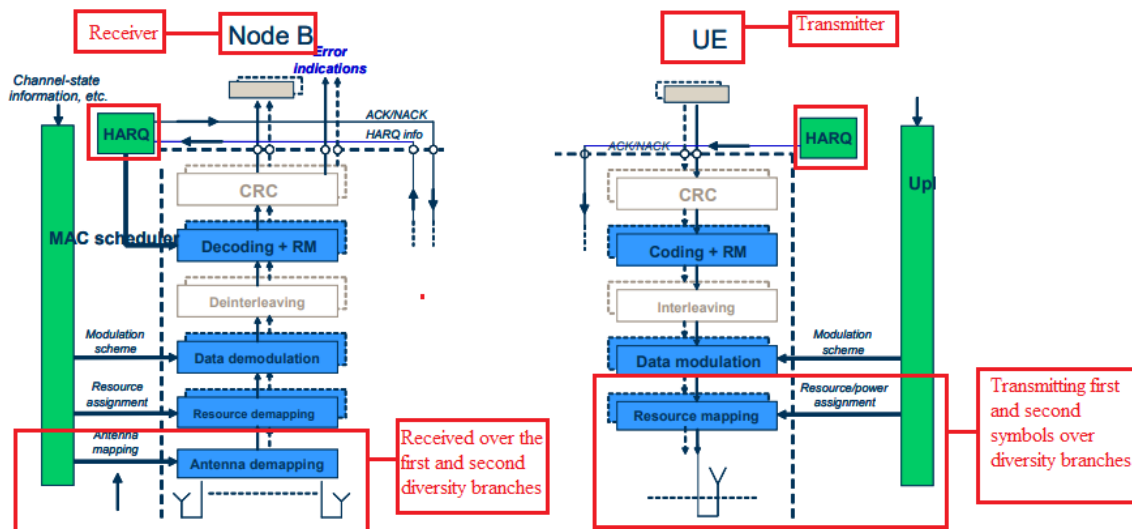 Receiver
Node B
Error
indications
Channel-state
information, etc.
HARQ
ACK/NACK
HARQ info
CRC
MAC scheduler
Decoding + RM
Deinterleaving
Modulation
scheme
Data demodulation
Resource
assignment
Resource demapping
Antenna
mapping
Antenna demapping
Received over the
first and second
diversity branches
UE
Transmitter
ACK/NACK
HARQ
CRC
Upl
Coding + RM
Interleaving
Modulation
scheme
Data modulation
Resource/power
assignment
Resource mapping
Transmitting first
and second
symbols over
diversity branches